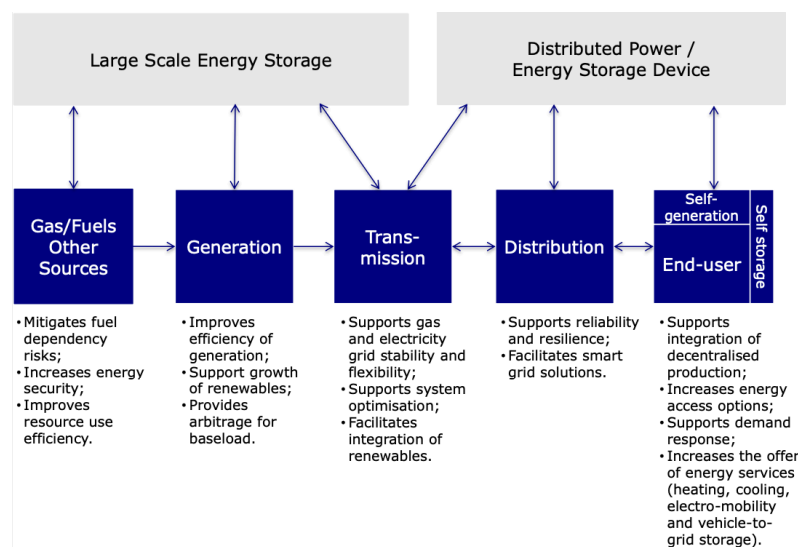 Large Scale Energy Storage
Distributed Power /
Energy Storage Device
Gas/Fuels
Other
Sources
Generation
Trans-
mission
Distribution
Self-
generation
End-user
Self storage
• Mitigates fuel
dependency
risks;
• Increases energy
security;
• Improves
resource use
efficiency.
• Improves
efficiency of
generation;
• Support growth
of renewables;
• Provides
arbitrage for
baseload.
• Supports gas
and electricity
grid stability and
flexibility;
• Supports system
optimisation;
• Facilitates
integration of
renewables.
• Supports reliability
and resilience;
• Facilitates smart
grid solutions.
• Supports
integration of
decentralised
production;
• Increases energy
access options;
• Supports demand
response;
• Increases the offer
of energy services
(heating, cooling,
electro-mobility
and vehicle-to-
grid storage).